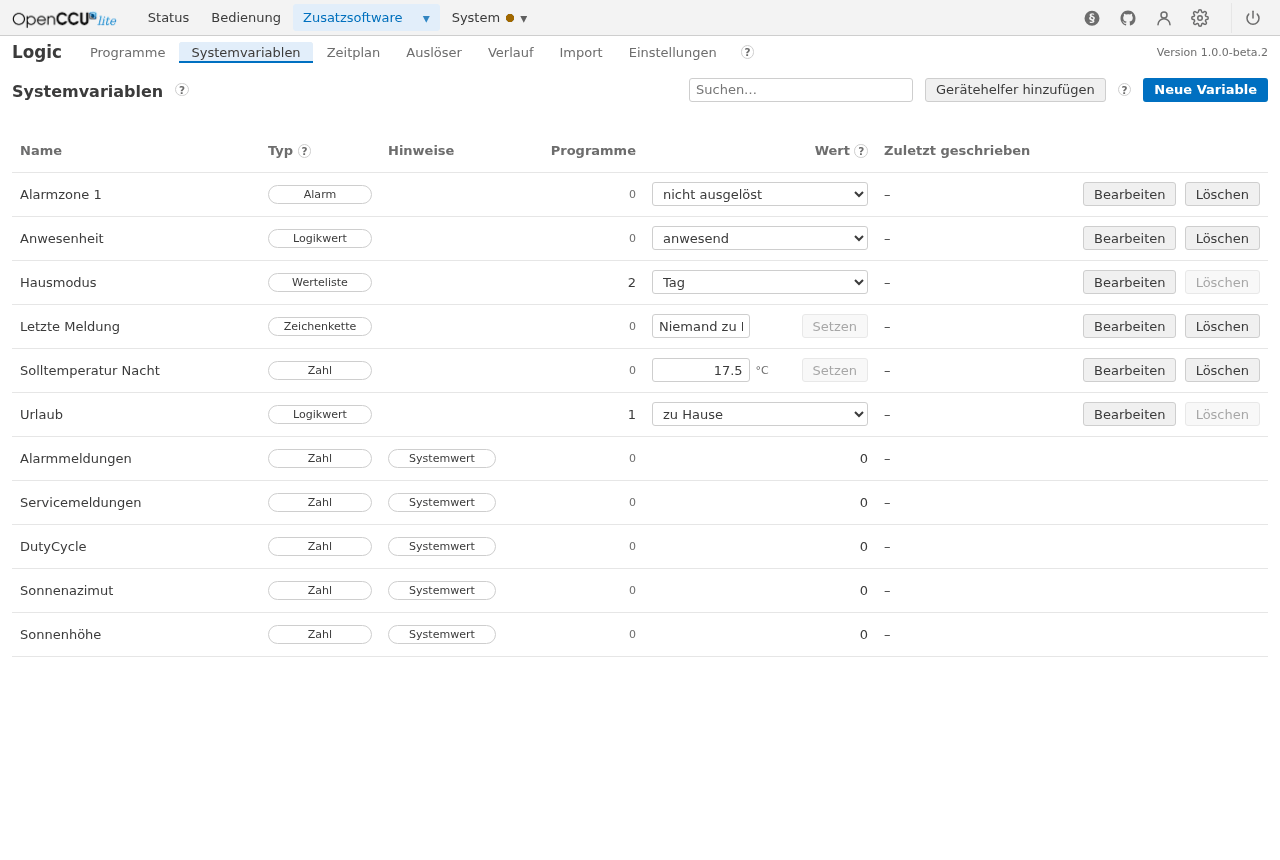 OpenCCU lite Status Bedienung Zusatzsoftware ▼ System ▼
Logic Programme Systemvariablen Zeitplan Auslöser Verlauf Import Einstellungen ? Version 1.0.0-beta.2
Systemvariablen ? Suchen... Gerätehelfer hinzufügen ? Neue Variable
Name Typ ? Hinweise Programme Wert ? Zuletzt geschrieben
Alarmzone 1 Alarm 0 nicht ausgelöst – Bearbeiten Löschen
Anwesenheit Logikwert 0 anwesend – Bearbeiten Löschen
Hausmodus Werteliste 2 Tag – Bearbeiten Löschen
Letzte Meldung Zeichenkette 0 Niemand zu Setzen – Bearbeiten Löschen
Solltemperatur Nacht Zahl 0 17.5 °C Setzen – Bearbeiten Löschen
Urlaub Logikwert 1 zu Hause – Bearbeiten Löschen
Alarmmeldungen Zahl Systemwert 0 0 –
Servicemeldungen Zahl Systemwert 0 0 –
DutyCycle Zahl Systemwert 0 0 –
Sonnenazimut Zahl Systemwert 0 0 –
Sonnenhöhe Zahl Systemwert 0 0 –